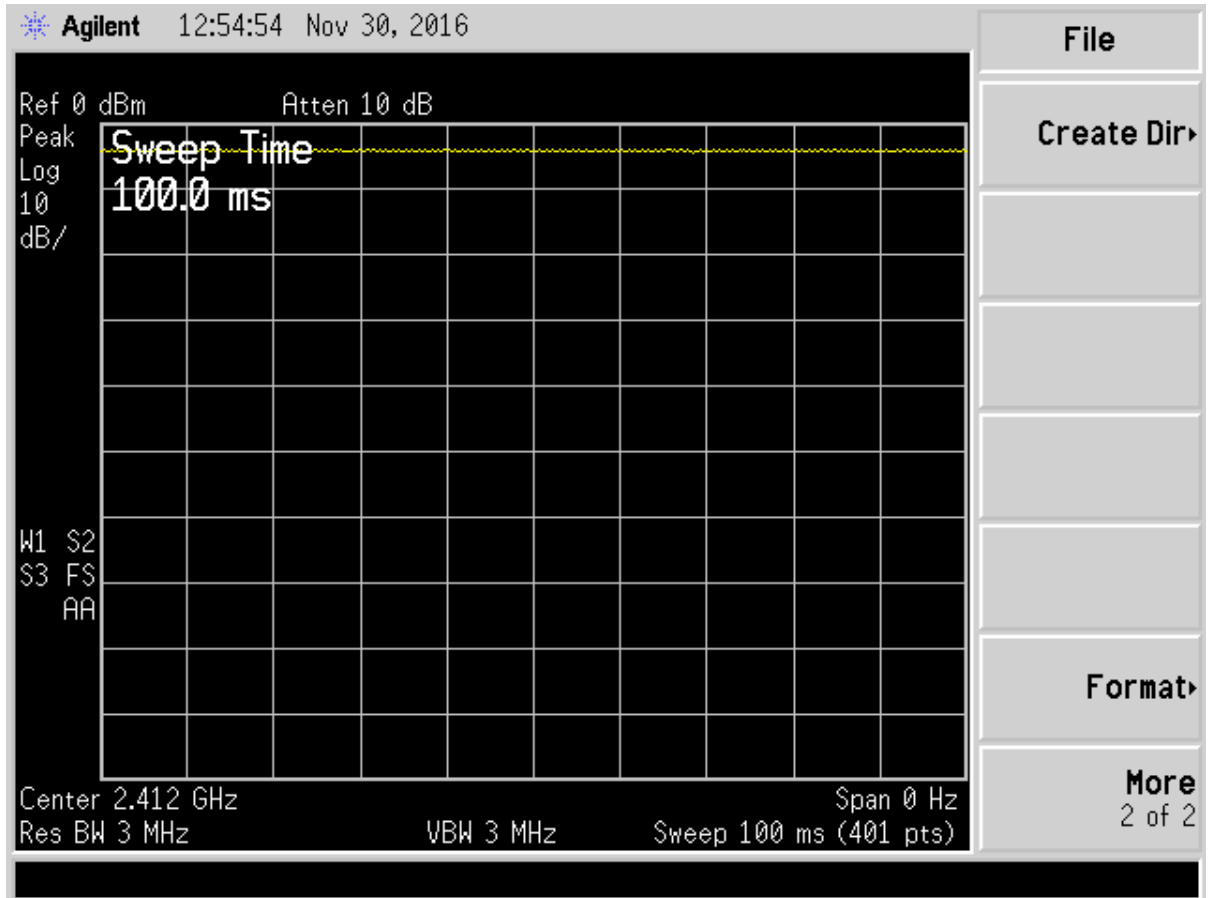 Agilent 12:54:54 Nov 30, 2016
Ref 0 dBm Atten 10 dB
Peak
Log
10
dB/
Sweep Time
100.0 ms
W1 S2
S3 FS
AA
Center 2.412 GHz Span 0 Hz
Res BW 3 MHz VBW 3 MHz Sweep 100 ms (401 pts)
File
Create Dir
Format
More
2 of 2